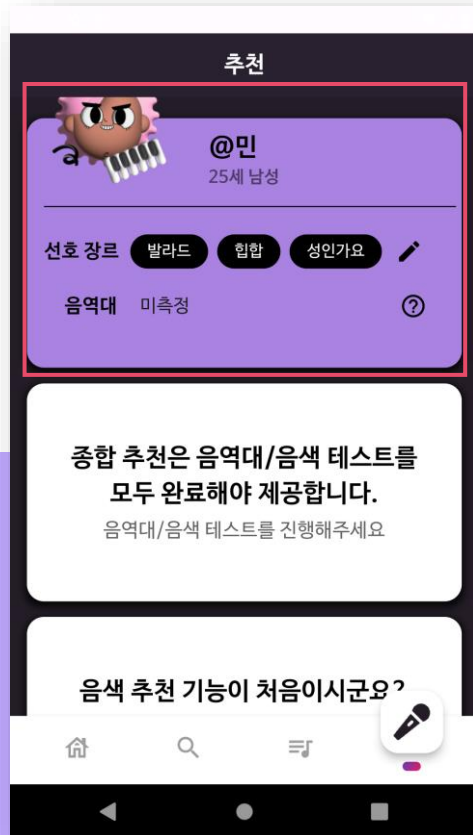 추천
@민
25세 남성
선호 장르 발라드 힙합 성인가요
음역대 미측정
종합 추천은 음역대/음색 테스트를
모두 완료해야 제공합니다.
음역대/음색 테스트를 진행해주세요
음색 추천 기능이 처음이시군요?